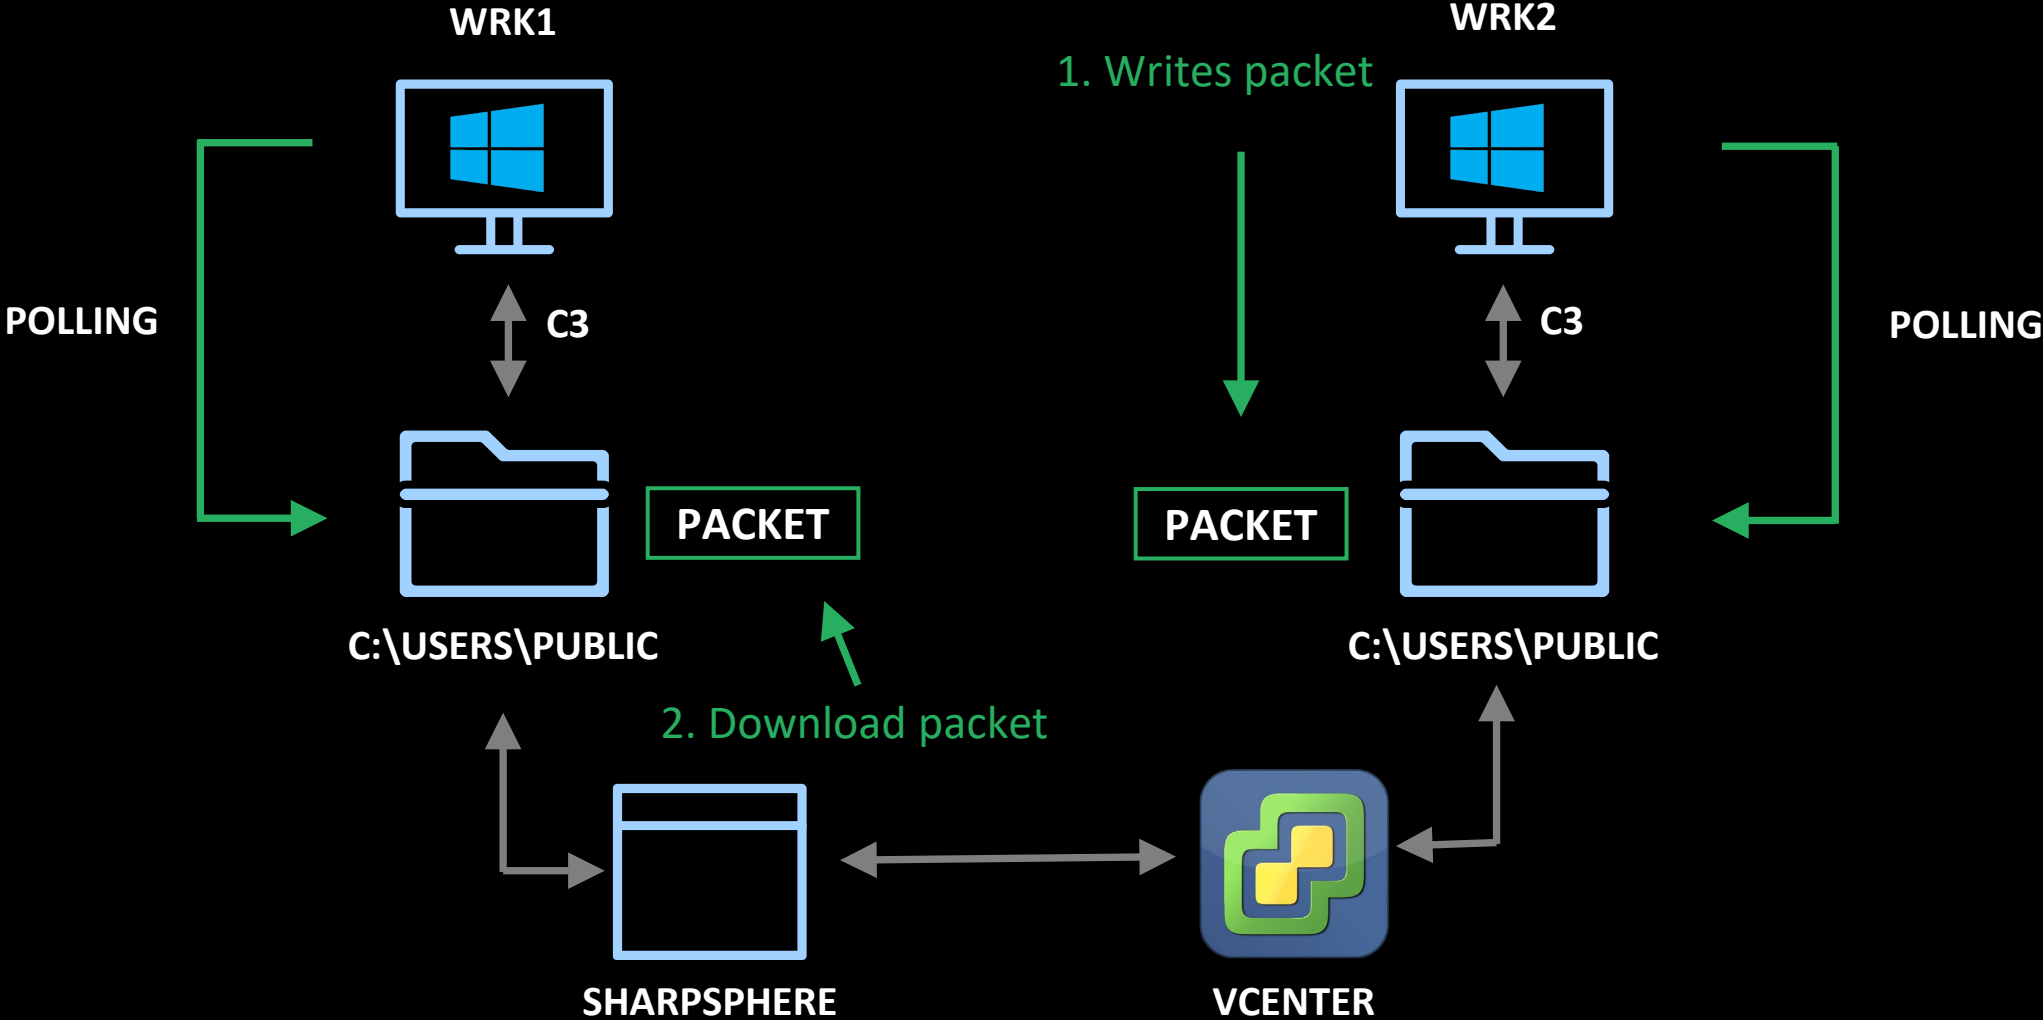 WRK1
WRK2
1. Writes packet
POLLING
C3
C3
POLLING
PACKET
PACKET
C:\USERS\PUBLIC
C:\USERS\PUBLIC
2. Download packet
SHARPSPHERE
VCENTER